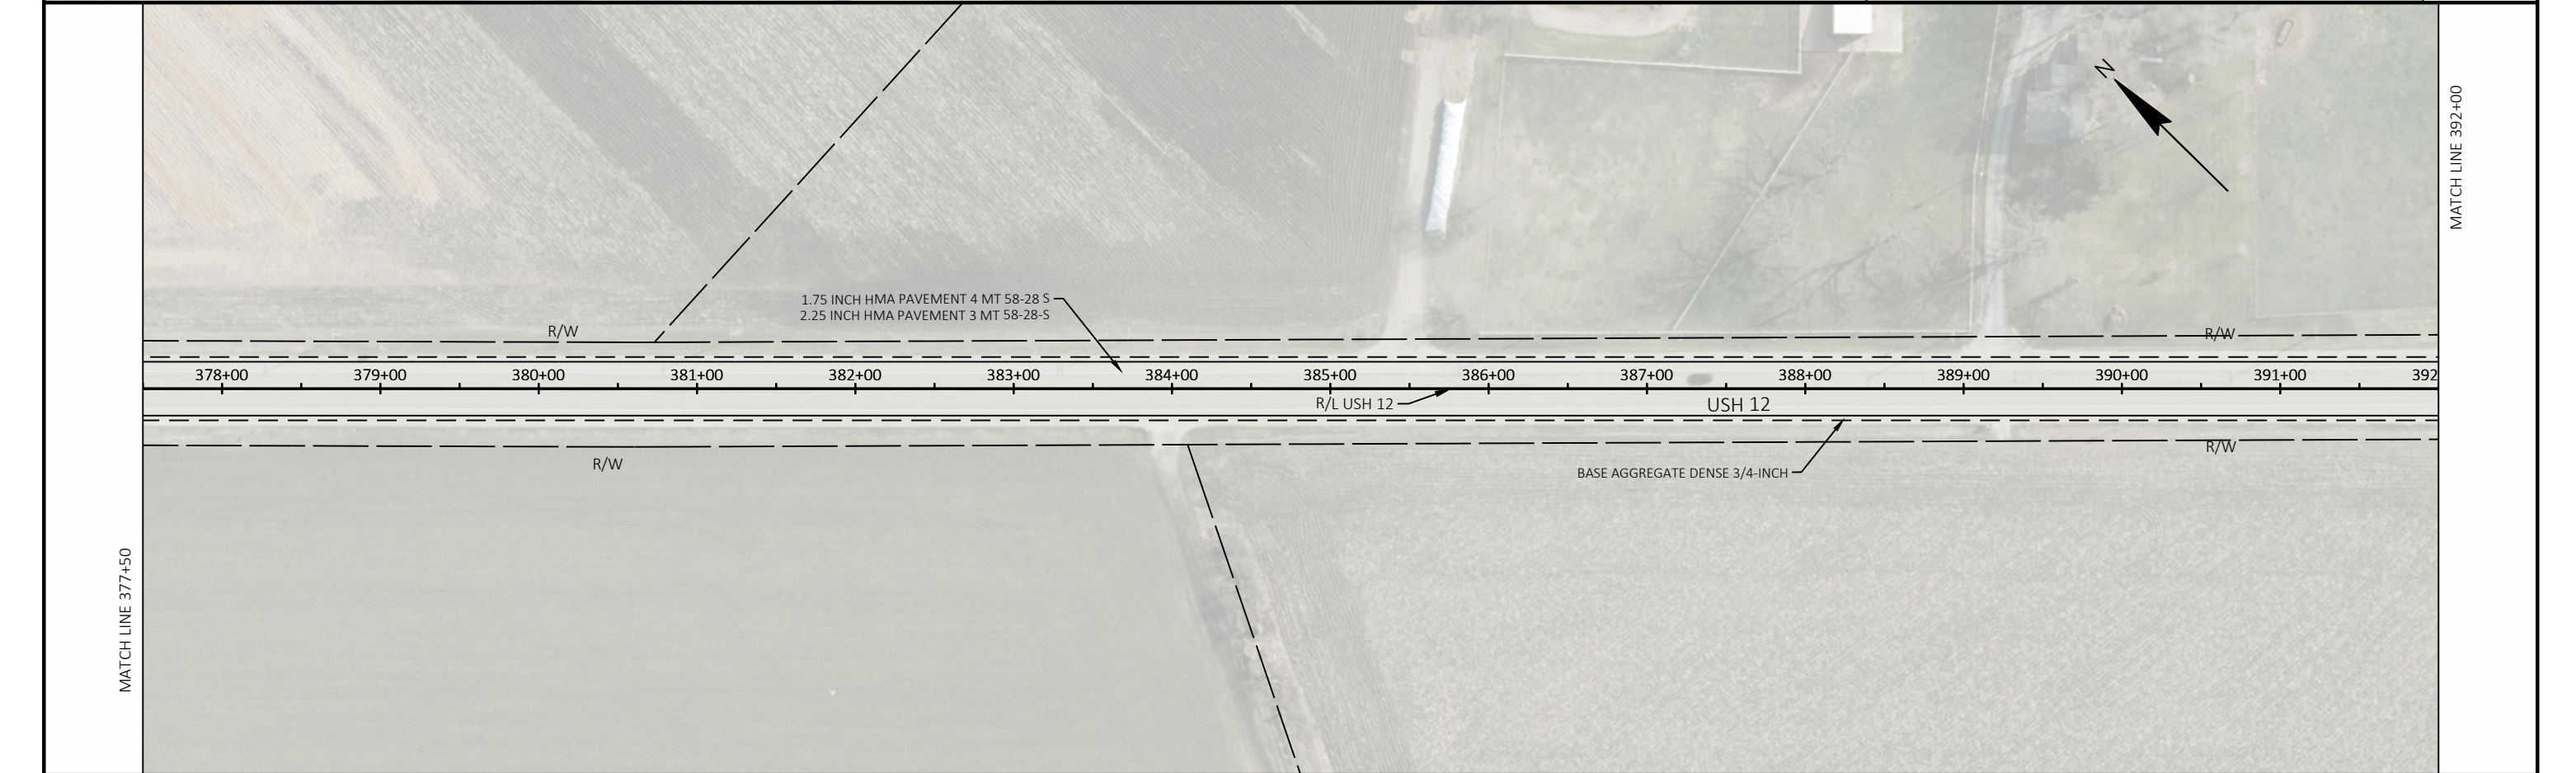 N
MATCH LINE 392+00
1.75 INCH HMA PAVEMENT 4 MT 58-28 S
2.25 INCH HMA PAVEMENT 3 MT 58-28-S
R/W
R/W
378+00 379+00 380+00 381+00 382+00 383+00 384+00 385+00 386+00 387+00 388+00 389+00 390+00 391+00 392
R/L USH 12
USH 12
R/W
R/W
BASE AGGREGATE DENSE 3/4-INCH
MATCH LINE 377+50